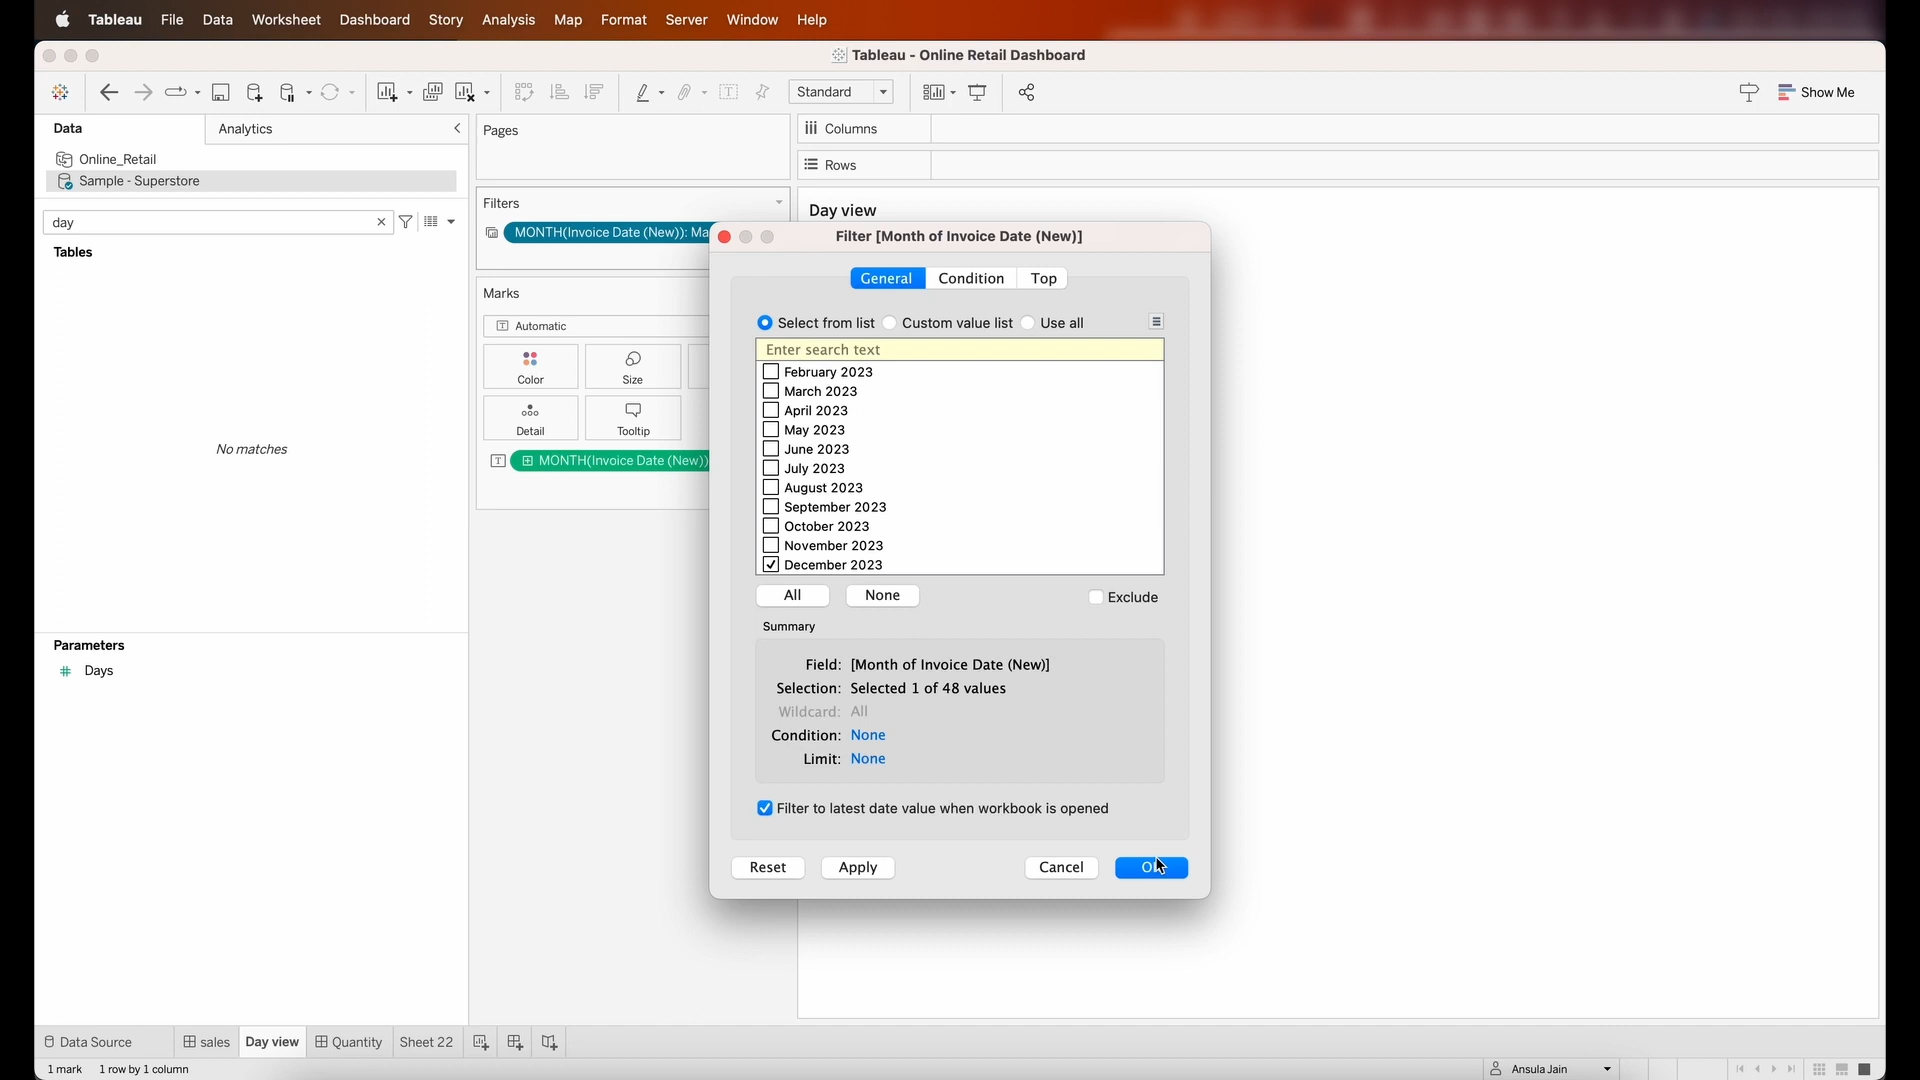 Tableau File Data Worksheet Dashboard Story Analysis Map Format Server Window Help
Tableau - Online Retail Dashboard
Standard
Show Me
Data
Analytics
Online_Retail
Sample - Superstore
day
Tables
No matches
Parameters
Days
Pages
Filters
MONTH(Invoice Date (New)): Ma
Marks
Automatic
Color
Size
Detail
Tooltip
MONTH(Invoice Date (New))
Columns
Rows
Day view
Filter [Month of Invoice Date (New)]
General
Condition
Top
Select from list
Custom value list
Use all
Enter search text
February 2023
March 2023
April 2023
May 2023
June 2023
July 2023
August 2023
September 2023
October 2023
November 2023
December 2023
All
None
Exclude
Summary
Field: [Month of Invoice Date (New)]
Selection: Selected 1 of 48 values
Wildcard: All
Condition: None
Limit: None
Filter to latest date value when workbook is opened
Reset
Apply
Cancel
Data Source
sales
Day view
Quantity
Sheet 22
1 mark 1 row by 1 column
Ansula Jain